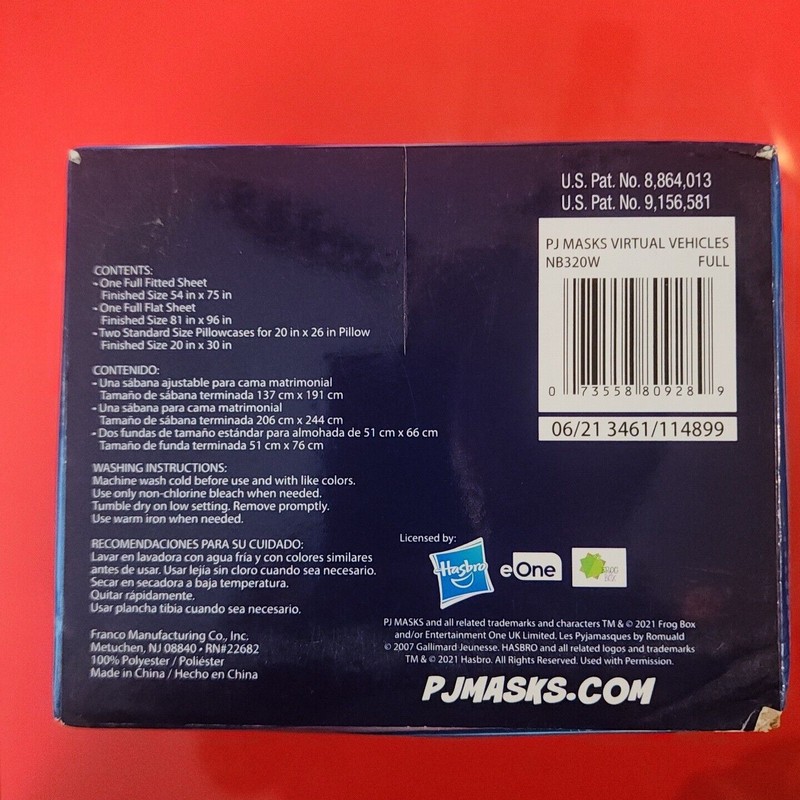 U.S. Pat. No. 8,864,013
U.S. Pat. No. 9,156,581
PJ MASKS VIRTUAL VEHICLES
NB320W FULL
0 73558 80928 9
06/21 3461/114899
CONTENTS:
- One Full Fitted Sheet
Finished Size 54 in x 75 in
- One Full Flat Sheet
Finished Size 81 in x 96 in
- Two Standard Size Pillowcases for 20 in x 26 in Pillow
Finished Size 20 in x 30 in
CONTENIDO:
- Una sábana ajustable para cama matrimonial
Tamaño de sábana terminada 137 cm x 191 cm
- Una sábana para cama matrimonial
Tamaño de sábana terminada 206 cm x 244 cm
- Dos fundas de tamaño estándar para almohada de 51 cm x 66 cm
Tamaño de funda terminada 51 cm x 76 cm
WASHING INSTRUCTIONS:
Machine wash cold before use and with like colors.
Use only non-chlorine bleach when needed.
Tumble dry on low setting. Remove promptly.
Use warm iron when needed.
RECOMENDACIONES PARA SU CUIDADO:
Lavar en lavadora con agua fría y con colores similares
antes de usar. Usar lejía sin cloro cuando sea necesario.
Secar en secadora a baja temperatura.
Quitar rápidamente.
Usar plancha tibia cuando sea necesario.
Franco Manufacturing Co., Inc.
Metuchen, NJ 08840 • RN#22682
100% Polyester / Poliéster
Made in China / Hecho en China
Licensed by:
Hasbro
eOne
FROG
BOX
PJ MASKS and all related trademarks and characters TM & © 2021 Frog Box
and/or Entertainment One UK Limited. Les Pyjamasques by Romuald
© 2007 Gallimard Jeunesse. HASBRO and all related logos and trademarks
TM & © 2021 Hasbro. All Rights Reserved. Used with Permission.
PJMASKS.COM